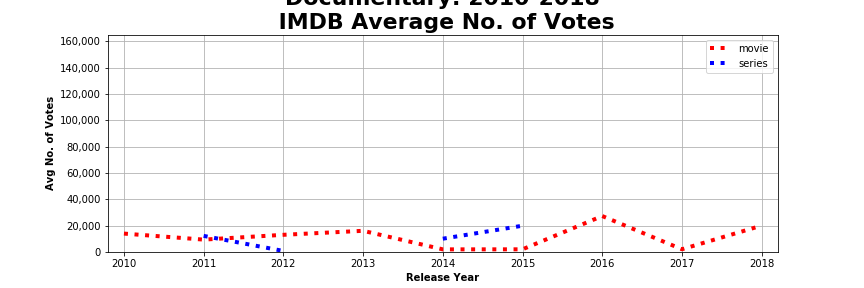 Documentary: 2010-2018
IMDB Average No. of Votes
160,000
140,000
120,000
100,000
80,000
60,000
40,000
20,000
0
Avg No. of Votes
movie
series
2010 2011 2012 2013 2014 2015 2016 2017 2018
Release Year